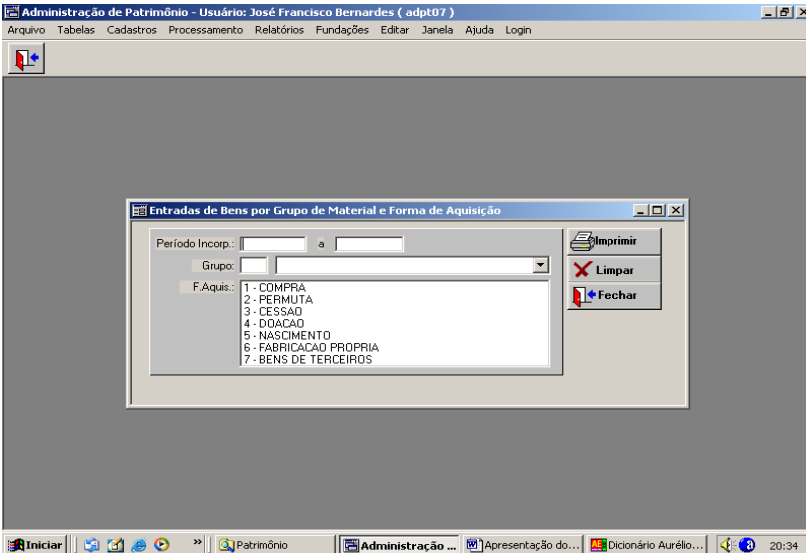 Administração de Patrimônio - Usuário: José Francisco Bernardes ( adpt07 )
Arquivo Tabelas Cadastros Processamento Relatórios Fundações Editar Janela Ajuda Login
Entradas de Bens por Grupo de Material e Forma de Aquisição
Período Incorp.: a
Imprimir
Grupo:
Limpar
F.Aquis.: 1 - COMPRA
Fechar
2 - PERMUTA
3 - CESSAO
4 - DOACAO
5 - NASCIMENTO
6 - FABRICACAO PROPRIA
7 - BENS DE TERCEIROS
Iniciar » Patrimônio Administração ... Apresentação do... Dicionário Aurélio... 20:34